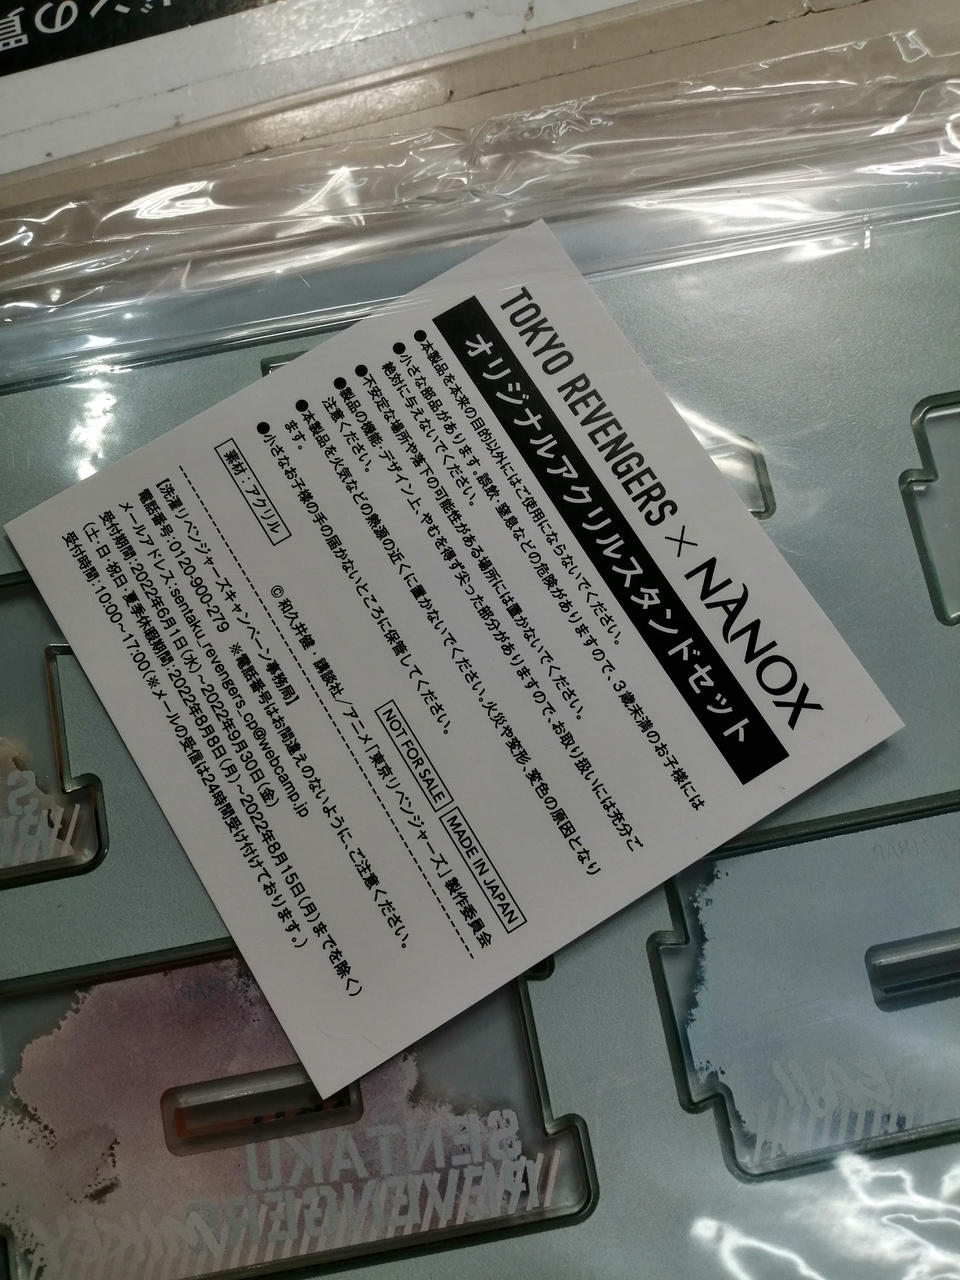 TOKYO REVENGERS × NANOX
オリジナルアクリルスタンドセット
●本製品を本来の目的以外にはご使用にならないでください。
●小さな部品があります。誤飲・窒息などの危険がありますので、3歳未満のお子様には
絶対に与えないでください。
●不安定な場所や落下の可能性がある場所には置かないでください。
●製品の機能・デザイン上、やむを得ず尖った部分がありますので、お取り扱いには充分ご
注意ください。
●本製品を火気などの熱源の近くに置かないでください。火災や変形、変色の原因となり
ます。
●小さなお子様の手の届かないところに保管してください。
素材:アクリル
NOT FOR SALE
MADE IN JAPAN
© 和久井健・講談社/アニメ「東京リベンジャーズ」製作委員会
【洗濯リベンジャーズキャンペーン事務局】
電話番号:0120-900-279 ※電話番号はお間違えのないように、ご注意ください。
メールアドレス:sentaku_revengers_cp@webcamp.jp
受付期間:2022年6月1日(水)~2022年9月30日(金)
(土・日・祝日・夏季休暇期間:2022年8月8日(月)~2022年8月15日(月)までを除く)
受付時間:10:00~17:00(※メールの受信は24時間受け付けております。)
SENTAKU